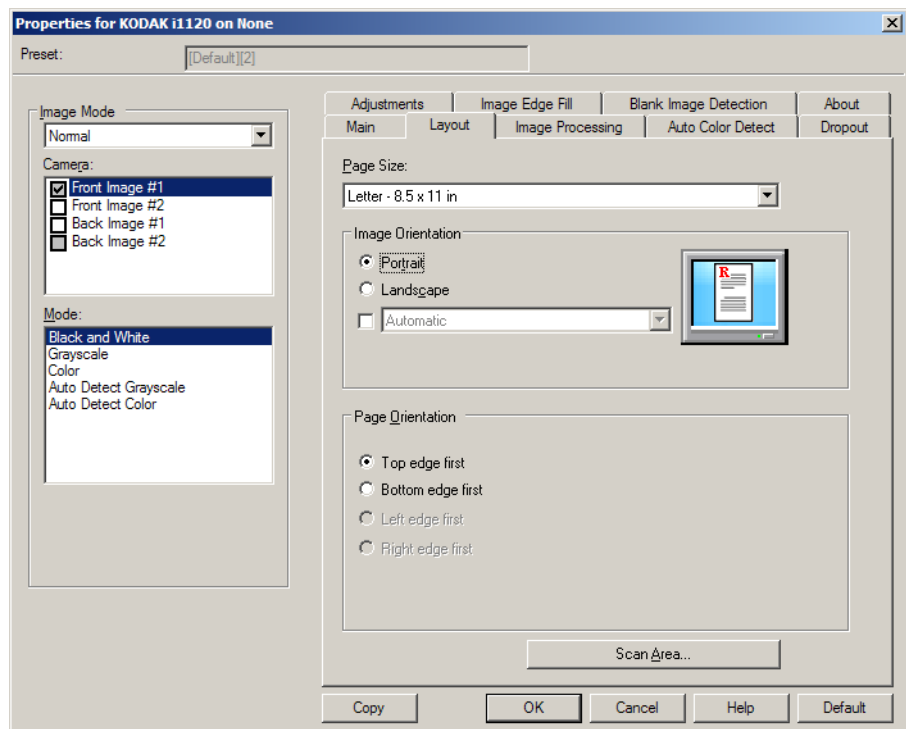 Properties for KODAK i1120 on None
Preset:
[Default][2]
Image Mode
Normal
Camera:
Front Image #1
Front Image #2
Back Image #1
Back Image #2
Mode:
Black and White
Grayscale
Color
Auto Detect Grayscale
Auto Detect Color
Adjustments
Image Edge Fill
Blank Image Detection
About
Main
Layout
Image Processing
Auto Color Detect
Dropout
Page Size:
Letter - 8.5 x 11 in
Image Orientation
Portrait
Landscape
Automatic
R
Page Orientation
Top edge first
Bottom edge first
Left edge first
Right edge first
Scan Area...
Copy
OK
Cancel
Help
Default